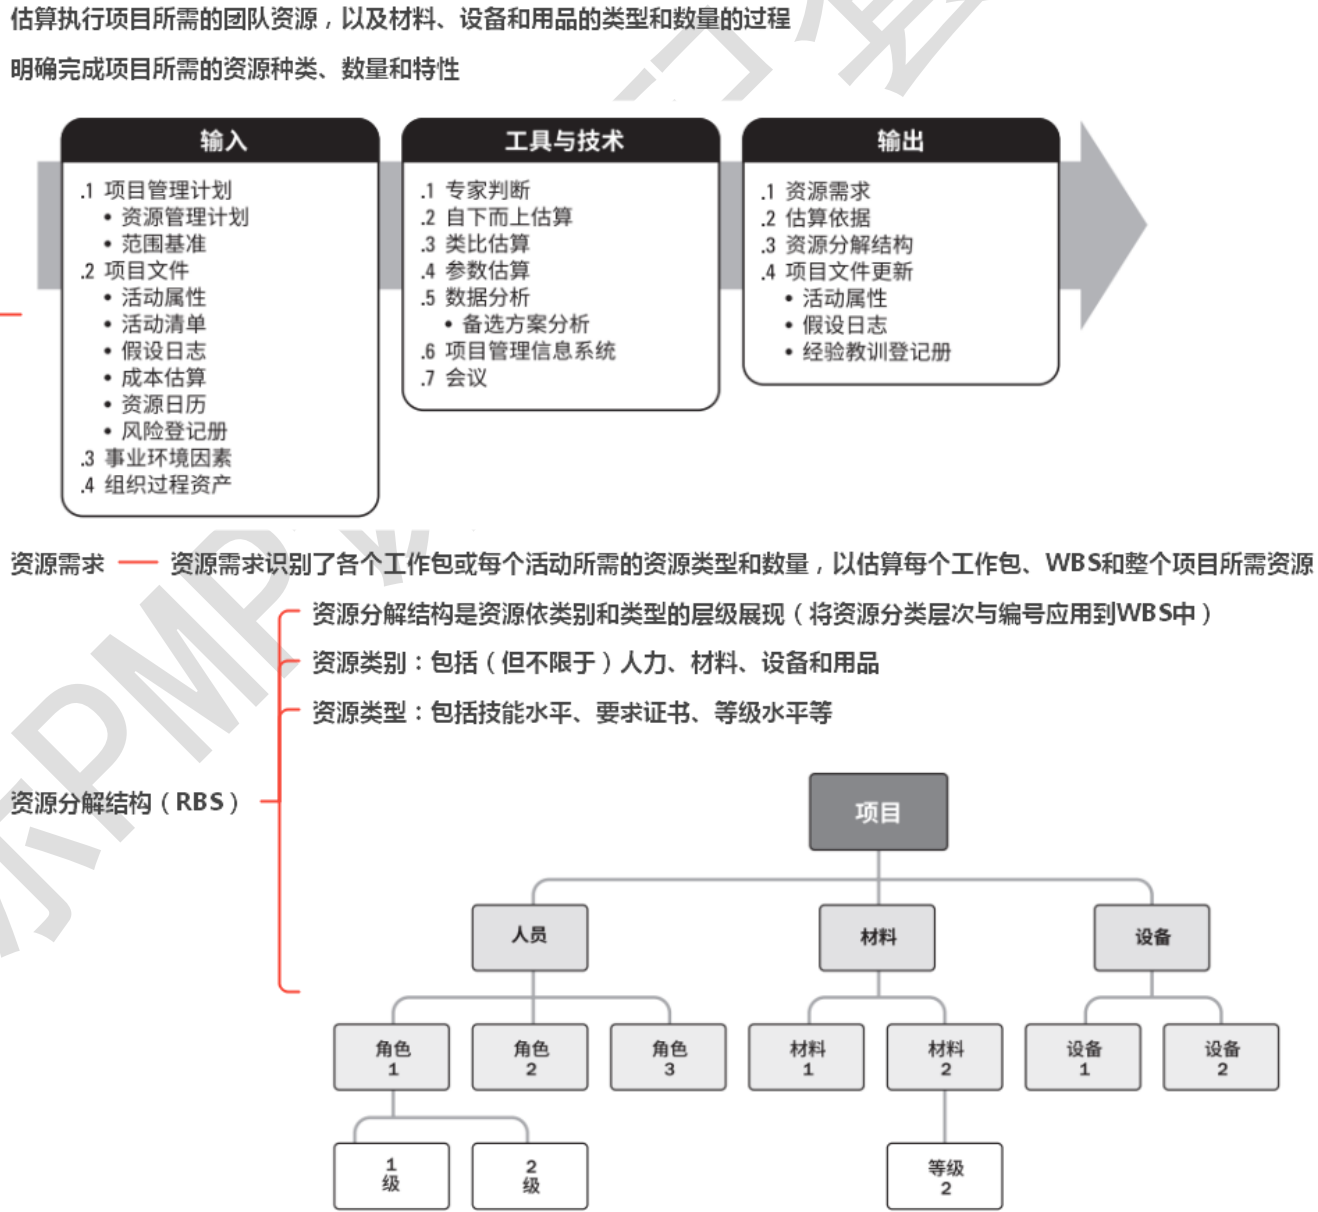 估算执行项目所需的团队资源，以及材料、设备和用品的类型和数量的过程
明确完成项目所需的资源种类、数量和特性
输入
.1 项目管理计划
• 资源管理计划
• 范围基准
.2 项目文件
• 活动属性
• 活动清单
• 假设日志
• 成本估算
• 资源日历
• 风险登记册
.3 事业环境因素
.4 组织过程资产
工具与技术
.1 专家判断
.2 自下而上估算
.3 类比估算
.4 参数估算
.5 数据分析
• 备选方案分析
.6 项目管理信息系统
.7 会议
输出
.1 资源需求
.2 估算依据
.3 资源分解结构
.4 项目文件更新
• 活动属性
• 假设日志
• 经验教训登记册
资源需求
资源需求识别了各个工作包或每个活动所需的资源类型和数量，以估算每个工作包、WBS和整个项目所需资源
资源分解结构（RBS）
资源分解结构是资源依类别和类型的层级展现（将资源分类层次与编号应用到WBS中）
资源类别：包括（但不限于）人力、材料、设备和用品
资源类型：包括技能水平、要求证书、等级水平等
项目
人员
材料
设备
角色
1
角色
2
角色
3
材料
1
材料
2
设备
1
设备
2
1
级
2
级
等级
2
PMP